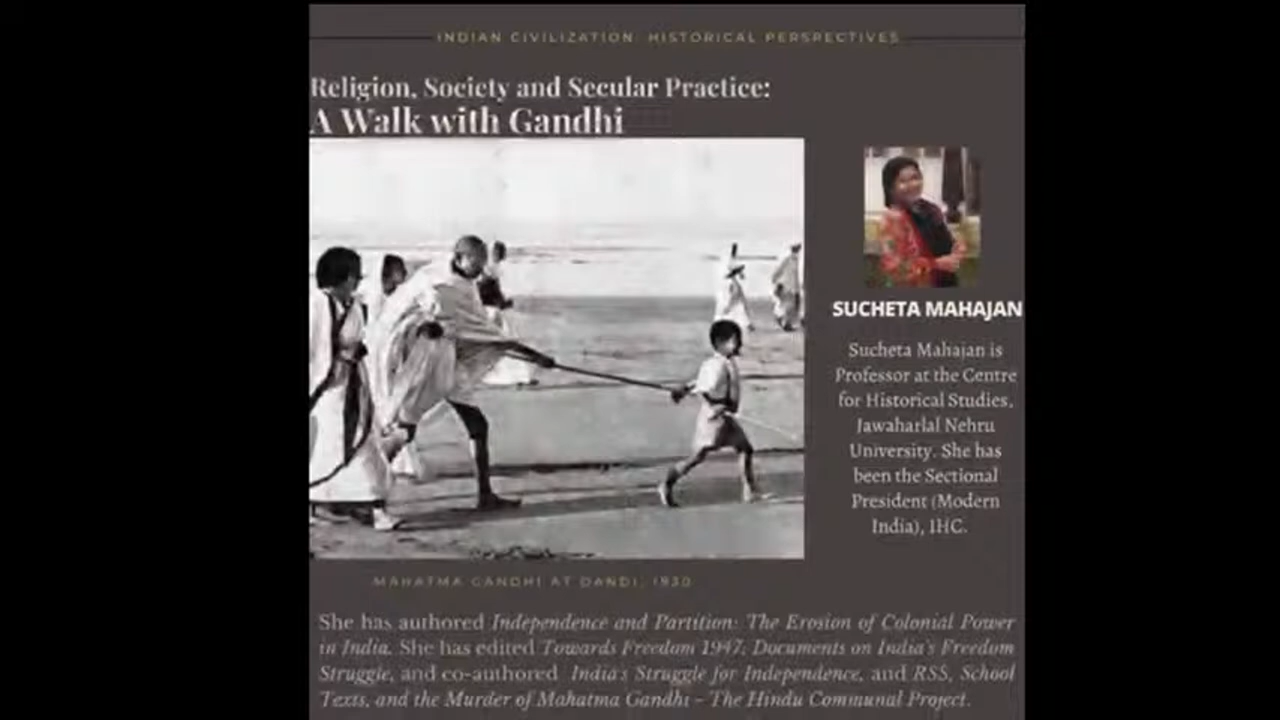 INDIAN CIVILIZATION: HISTORICAL PERSPECTIVES
Religion, Society and Secular Practice:
A Walk with Gandhi
SUCHETA MAHAJAN
Sucheta Mahajan is
Professor at the Centre
for Historical Studies,
Jawaharlal Nehru
University. She has
been the Sectional
President (Modern
India), IHC.
MAHATMA GANDHI AT DANDI, 1930
She has authored Independence and Partition: The Erosion of Colonial Power
in India. She has edited Towards Freedom 1947, Documents on India's Freedom
Struggle, and co-authored India's Struggle for Independence, and RSS, School
Texts, and the Murder of Mahatma Gandhi – The Hindu Communal Project.